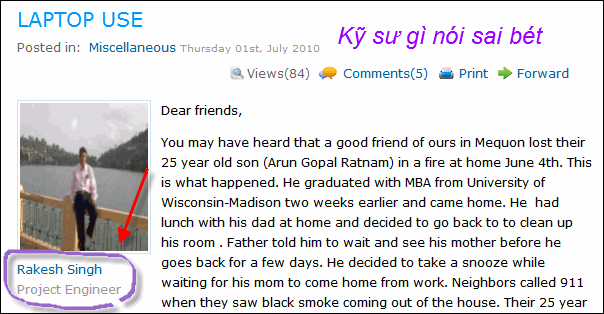 LAPTOP USE
Kỹ sư gì nói sai bét
Posted in: Miscellaneous Thursday 01st, July 2010
Views(84) Comments(5) Print Forward
Dear friends,
You may have heard that a good friend of ours in Mequon lost their
25 year old son (Arun Gopal Ratnam) in a fire at home June 4th. This
is what happened. He graduated with MBA from University of
Wisconsin-Madison two weeks earlier and came home. He had
lunch with his dad at home and decided to go back to to clean up
his room . Father told him to wait and see his mother before he
goes back for a few days. He decided to take a snooze while
waiting for his mom to come home from work. Neighbors called 911
when they saw black smoke coming out of the house. Their 25 year
Rakesh Singh
Project Engineer